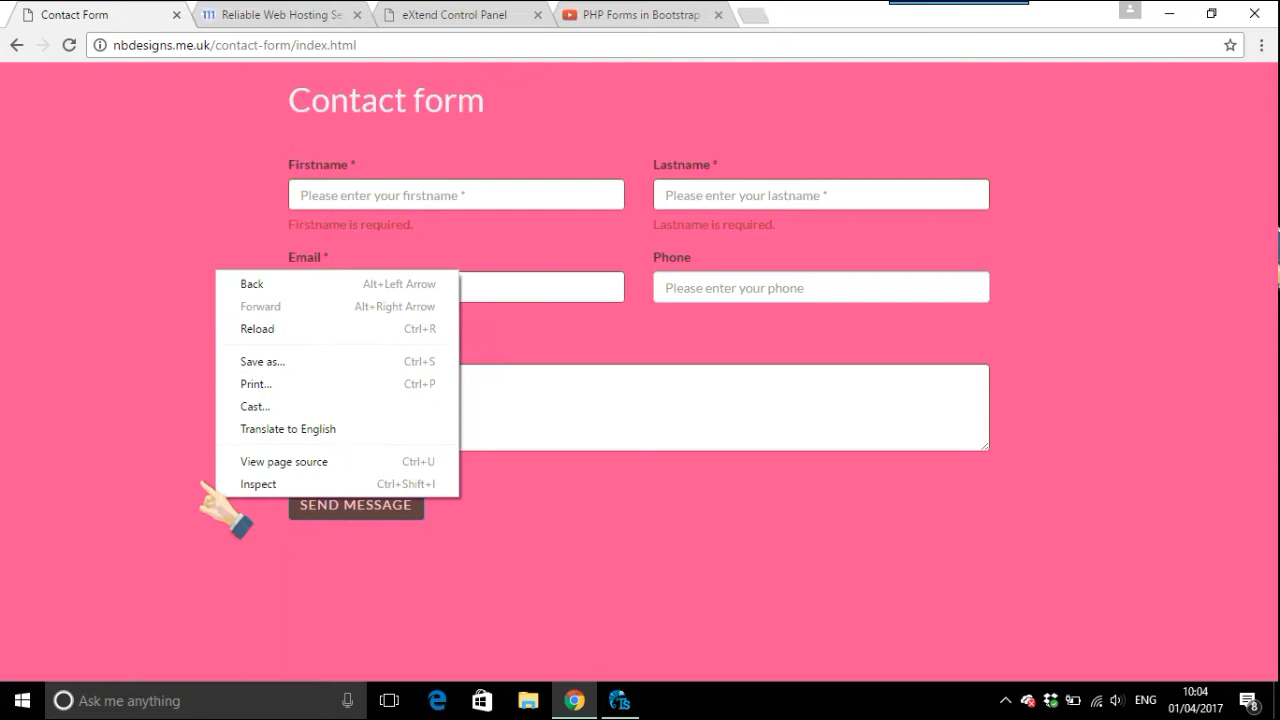 Contact Form
Reliable Web Hosting Se
eXtend Control Panel
PHP Forms in Bootstrap
nbdesigns.me.uk/contact-form/index.html
Contact form
Firstname *
Lastname *
Please enter your firstname *
Please enter your lastname *
Firstname is required.
Lastname is required.
Email *
Phone
Please enter your phone
Back Alt+Left Arrow
Forward Alt+Right Arrow
Reload Ctrl+R
Save as... Ctrl+S
Print... Ctrl+P
Cast...
Translate to English
View page source Ctrl+U
Inspect Ctrl+Shift+I
SEND MESSAGE
Ask me anything
ENG
10:04
01/04/2017
8